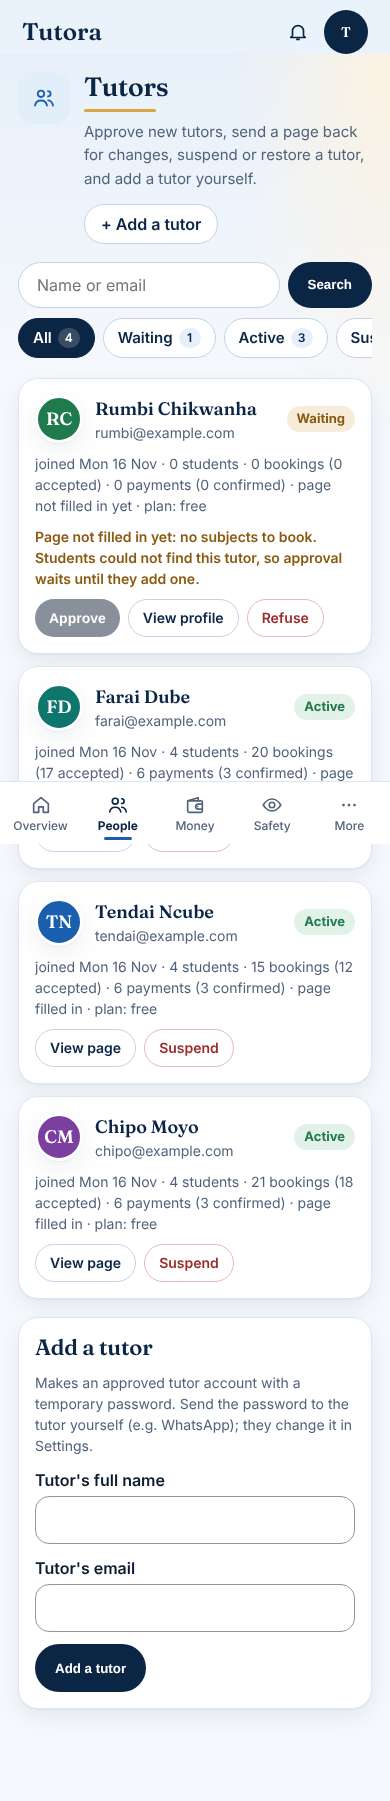 Tutora
T
Tutors
Approve new tutors, send a page back
for changes, suspend or restore a tutor,
and add a tutor yourself.
+ Add a tutor
Name or email
Search
All 4
Waiting 1
Active 3
Sus
RC
Rumbi Chikwanha
rumbi@example.com
Waiting
joined Mon 16 Nov · 0 students · 0 bookings (0
accepted) · 0 payments (0 confirmed) · page
not filled in yet · plan: free
Page not filled in yet: no subjects to book.
Students could not find this tutor, so approval
waits until they add one.
Approve
View profile
Refuse
FD
Farai Dube
farai@example.com
Active
joined Mon 16 Nov · 4 students · 20 bookings
(17 accepted) · 6 payments (3 confirmed) · page
Overview
People
Money
Safety
More
TN
Tendai Ncube
tendai@example.com
Active
joined Mon 16 Nov · 4 students · 15 bookings (12
accepted) · 6 payments (3 confirmed) · page
filled in · plan: free
View page
Suspend
CM
Chipo Moyo
chipo@example.com
Active
joined Mon 16 Nov · 4 students · 21 bookings (18
accepted) · 6 payments (3 confirmed) · page
filled in · plan: free
View page
Suspend
Add a tutor
Makes an approved tutor account with a
temporary password. Send the password to the
tutor yourself (e.g. WhatsApp); they change it in
Settings.
Tutor's full name
Tutor's email
Add a tutor